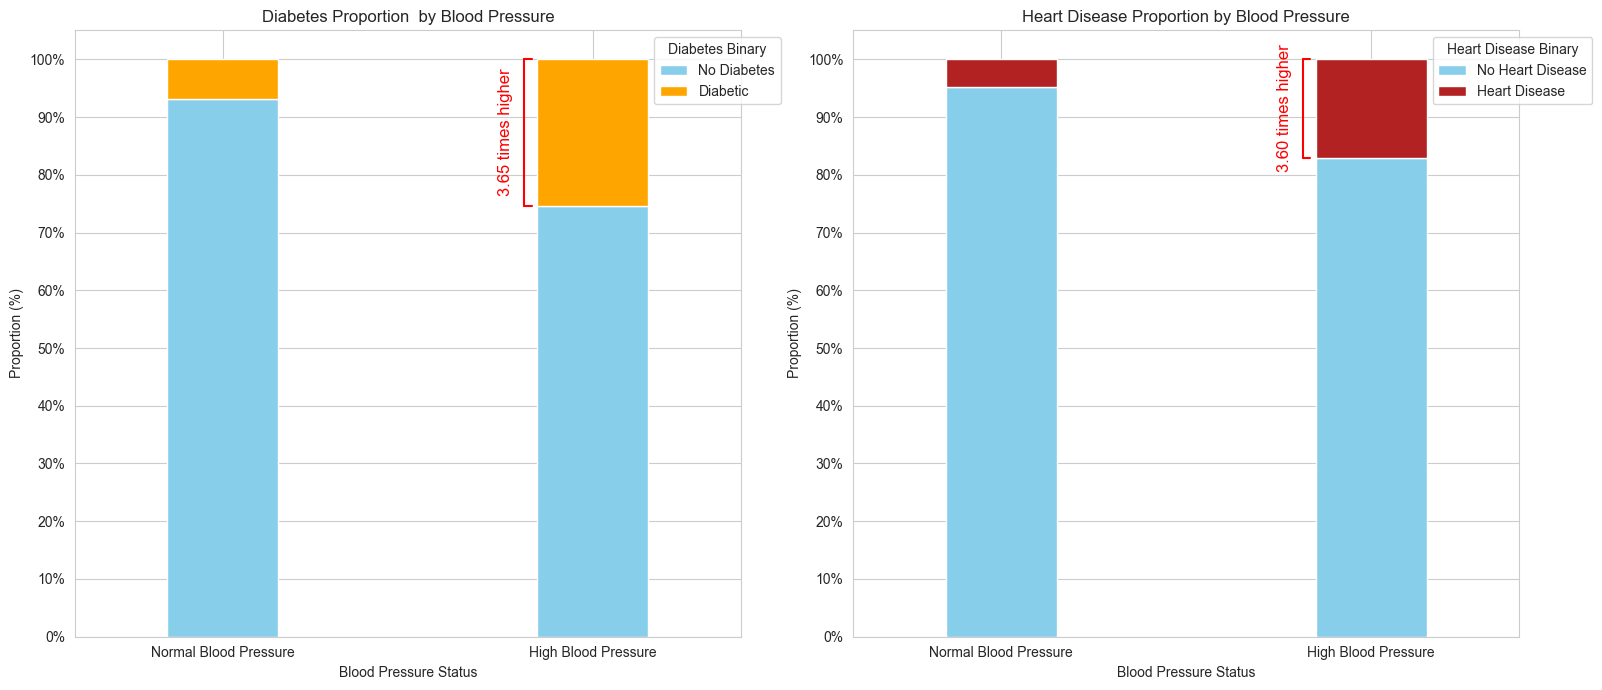 Diabetes Proportion  by Blood Pressure
Diabetes Binary
No Diabetes
Diabetic
3.65 times higher
100%
90%
80%
70%
60%
50%
40%
30%
20%
10%
0%
Proportion (%)
Normal Blood Pressure
High Blood Pressure
Blood Pressure Status
Heart Disease Proportion by Blood Pressure
Heart Disease Binary
No Heart Disease
Heart Disease
3.60 times higher
100%
90%
80%
70%
60%
50%
40%
30%
20%
10%
0%
Proportion (%)
Normal Blood Pressure
High Blood Pressure
Blood Pressure Status